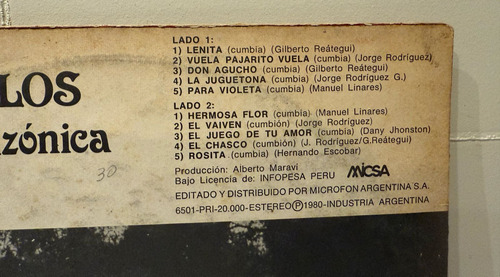 LOS
zónica
30
LADO 1:
1) LENITA (cumbia) (Gilberto Reátegui)
2) VUELA PAJARITO VUELA (cumbia) (Jorge Rodríguez)
3) DON AGUCHO (cumbia) (Gilberto Reátegui)
4) LA JUGUETONA (cumbia) (Jorge Rodríguez G.)
5) PARA VIOLETA (cumbia) (Manuel Linares)
LADO 2:
1) HERMOSA FLOR (cumbia) (Manuel Linares)
2) EL VAIVEN (cumbión) (Jorge Rodríguez)
3) EL JUEGO DE TU AMOR (cumbia) (Dany Jhonston)
4) EL CHASCO (cumbión) (J. Rodríguez/G.Reátegui)
5) ROSITA (cumbia) (Hernando Escobar)
Producción: Alberto Maravi
Bajo Licencia de: INFOPESA PERU MICSA
EDITADO Y DISTRIBUIDO POR MICROFON ARGENTINA S.A.
6501-PRI-20.000-ESTEREO Ⓟ 1980-INDUSTRIA ARGENTINA